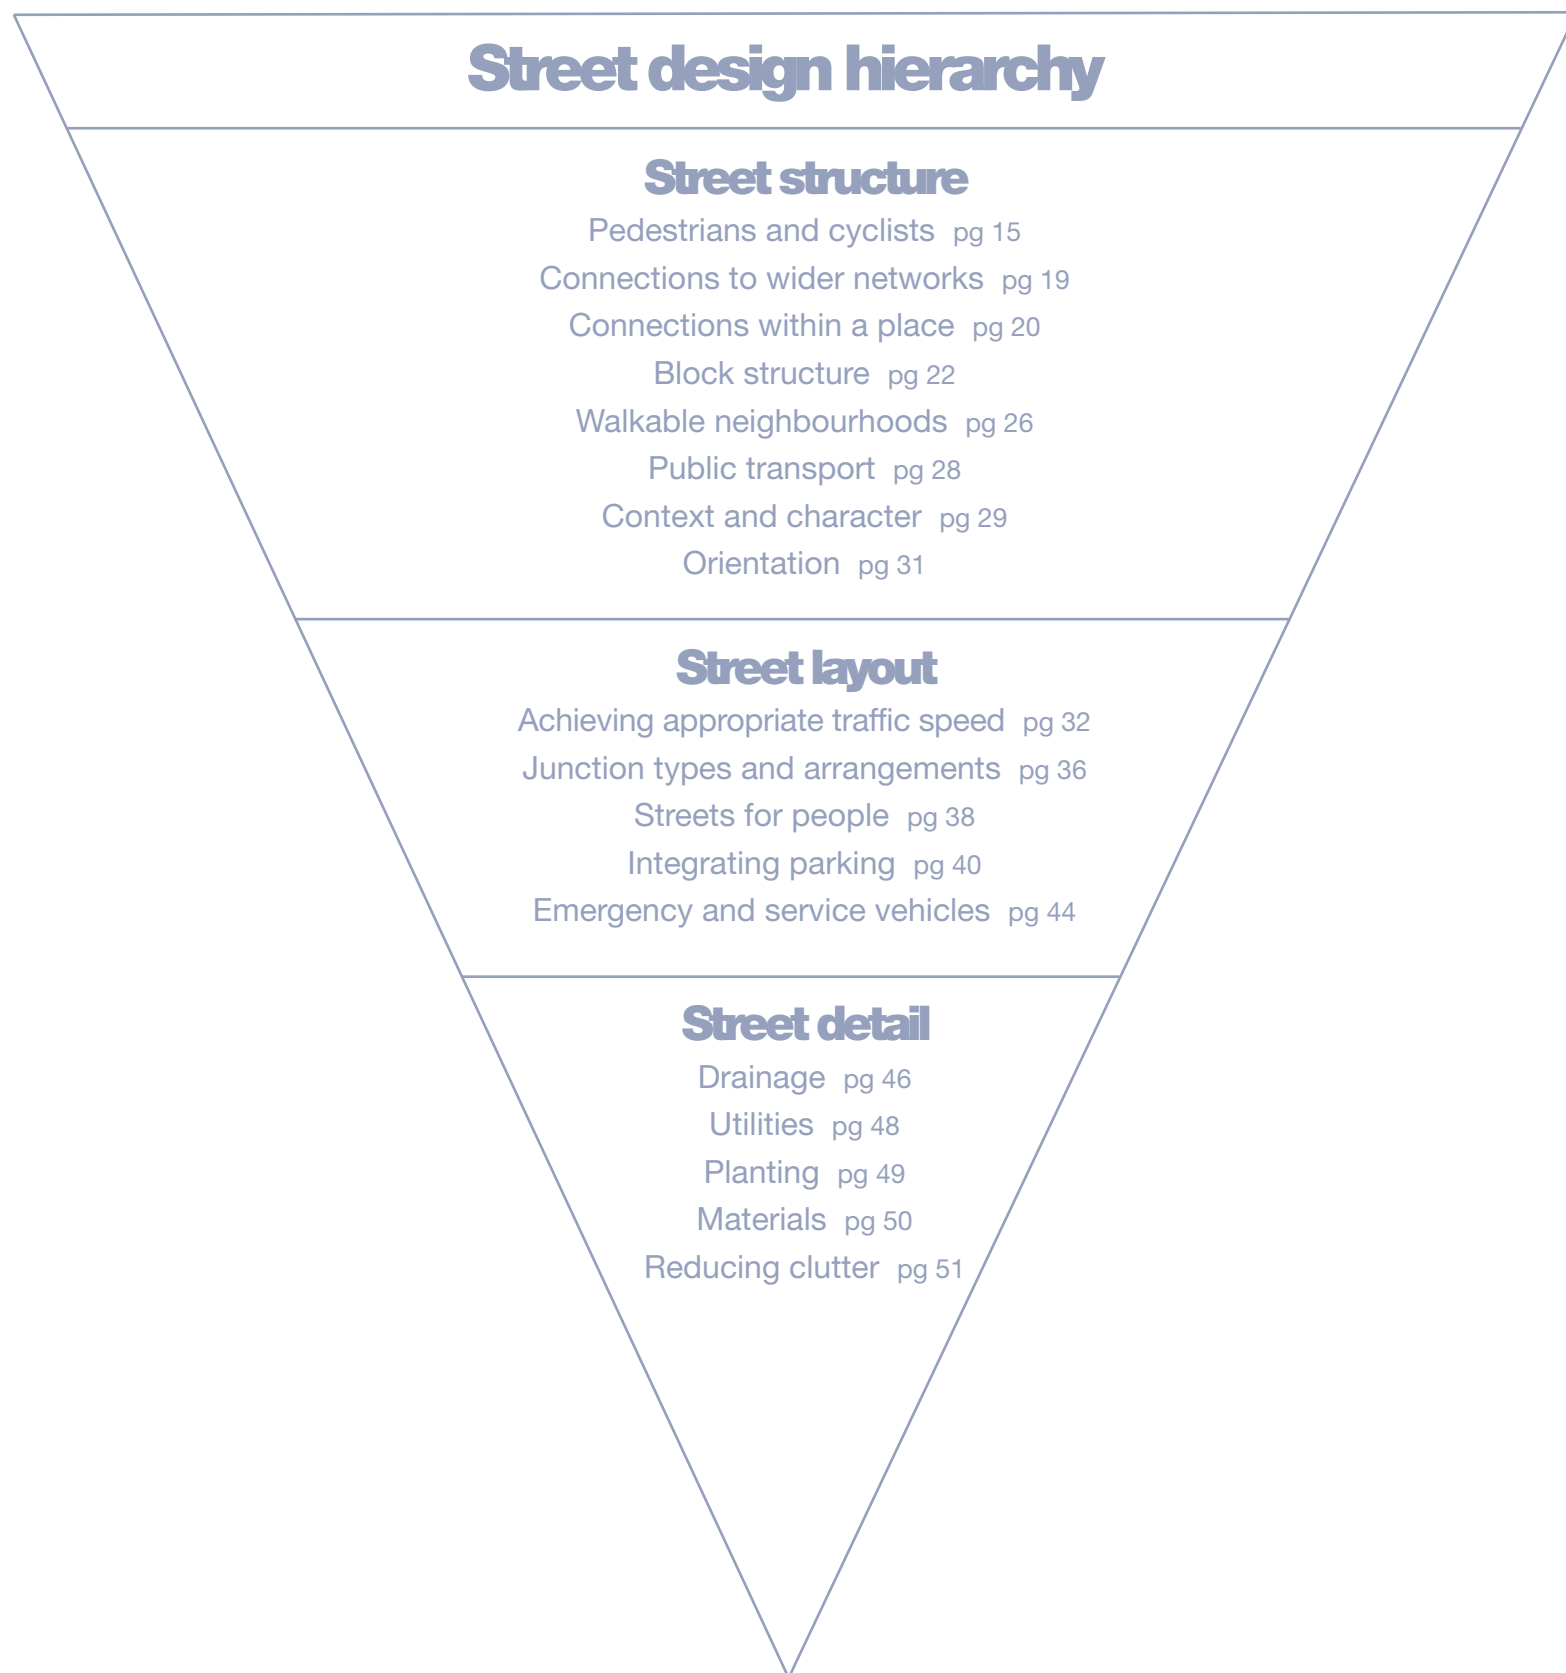 Street design hierarchy
Street structure
Pedestrians and cyclists pg 15
Connections to wider networks pg 19
Connections within a place pg 20
Block structure pg 22
Walkable neighbourhoods pg 26
Public transport pg 28
Context and character pg 29
Orientation pg 31
Street layout
Achieving appropriate traffic speed pg 32
Junction types and arrangements pg 36
Streets for people pg 38
Integrating parking pg 40
Emergency and service vehicles pg 44
Street detail
Drainage pg 46
Utilities pg 48
Planting pg 49
Materials pg 50
Reducing clutter pg 51